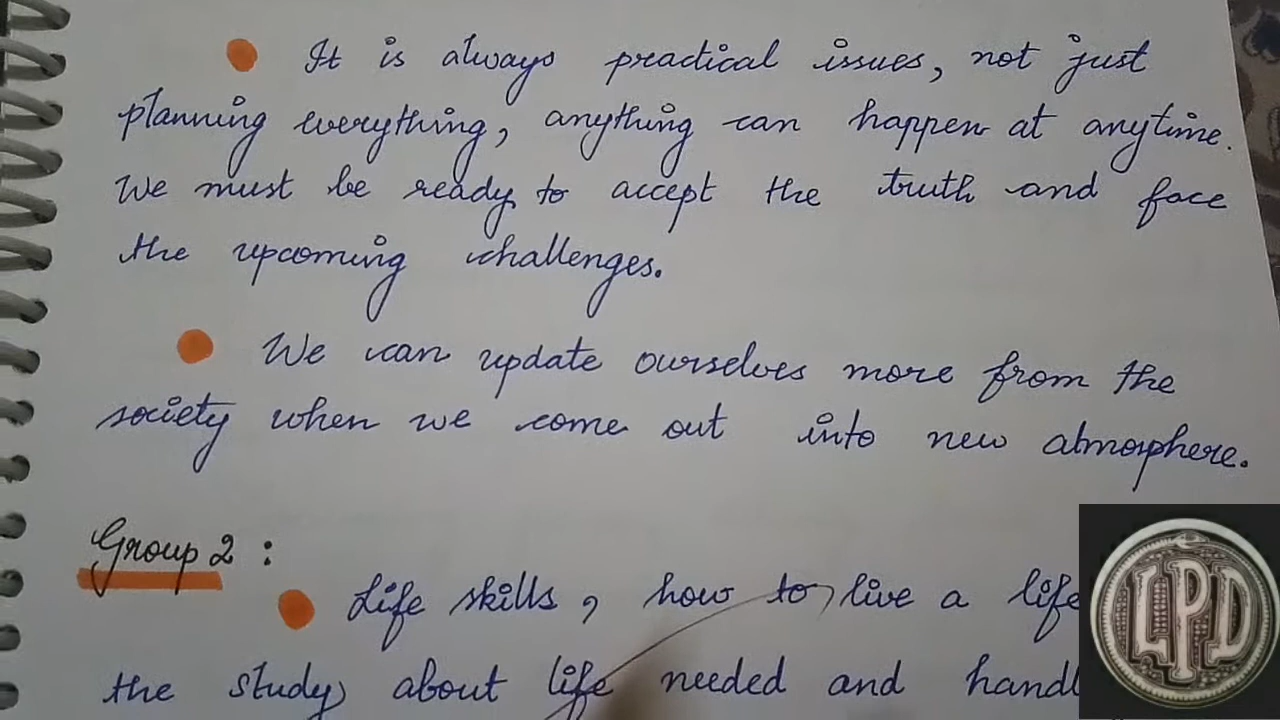 It is always practical issues, not just
planning everything, anything can happen at anytime.
We must be ready to accept the truth and face
the upcoming challenges.
We can update ourselves more from the
society when we come out into new atmosphere.
Group 2 :
Life skills, how to live a life
the study about life needed and
LPD